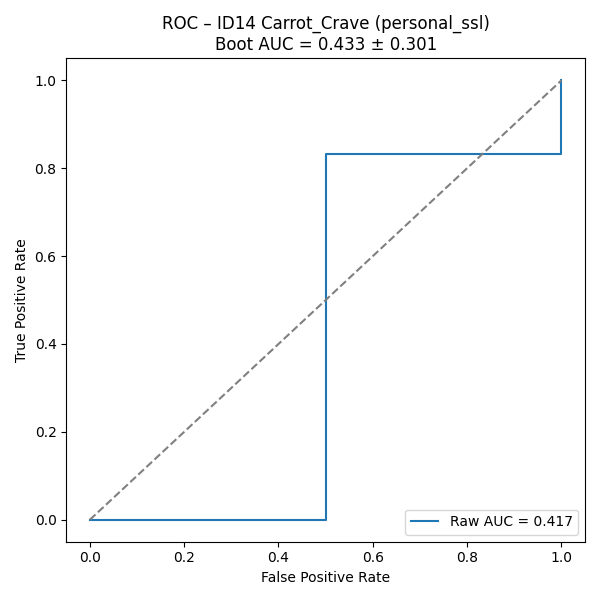 ROC – ID14 Carrot_Crave (personal_ssl)
Boot AUC = 0.433 ± 0.301
True Positive Rate
1.0
0.8
0.6
0.4
0.2
0.0
Raw AUC = 0.417
0.0 0.2 0.4 0.6 0.8 1.0
False Positive Rate